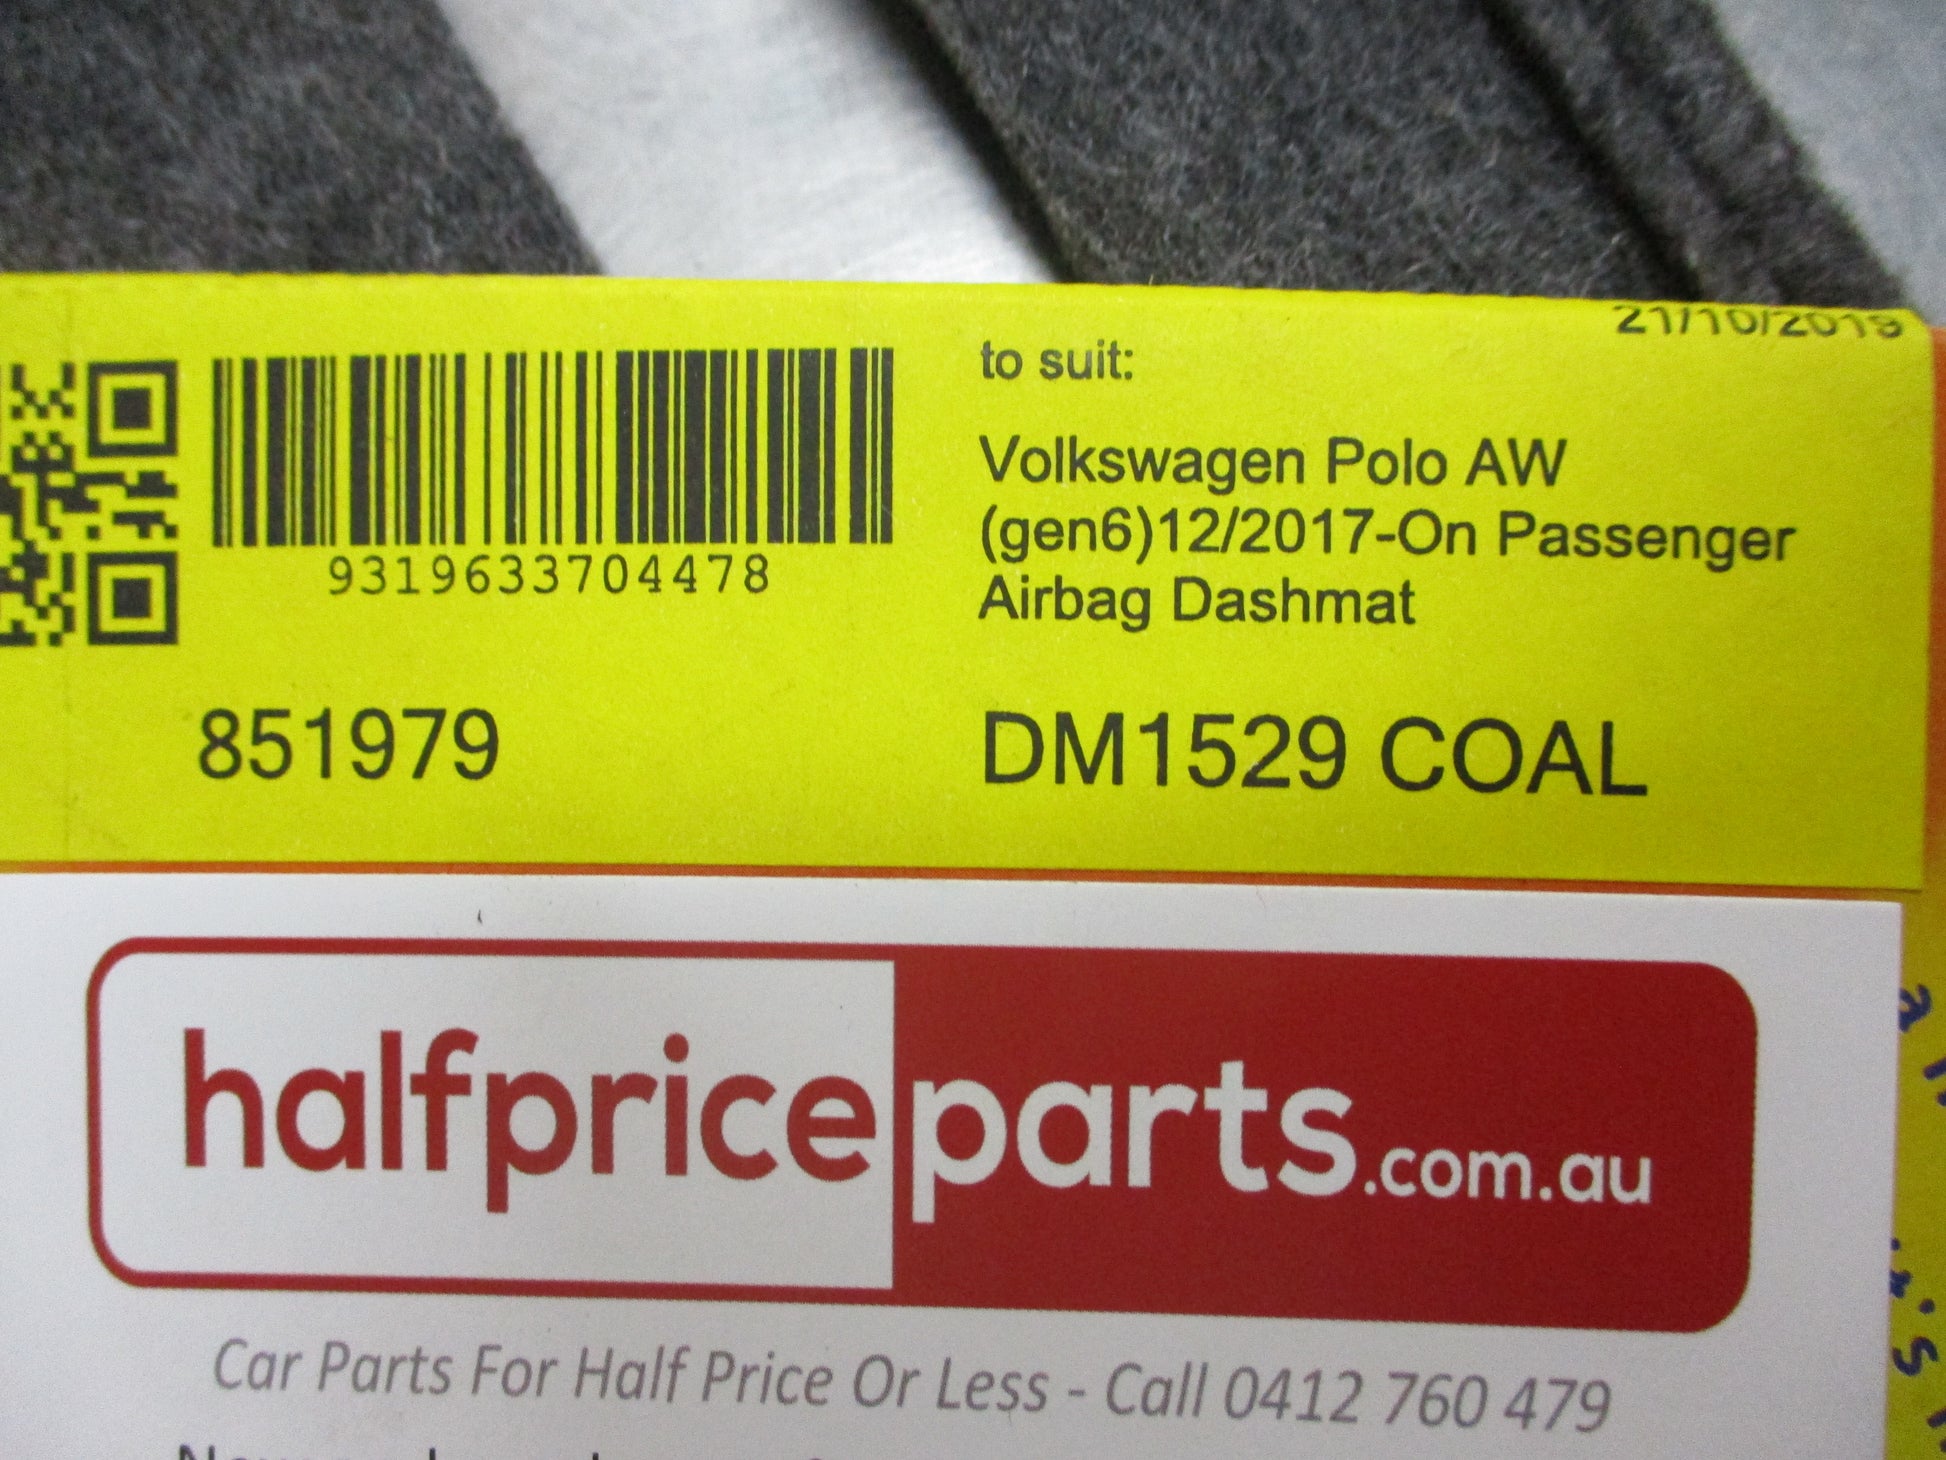 21/10/2019
to suit:
Volkswagen Polo AW
(gen6)12/2017-On Passenger
Airbag Dashmat
9319633704478
851979
DM1529 COAL
halfpriceparts.com.au
Car Parts For Half Price Or Less - Call 0412 760 479